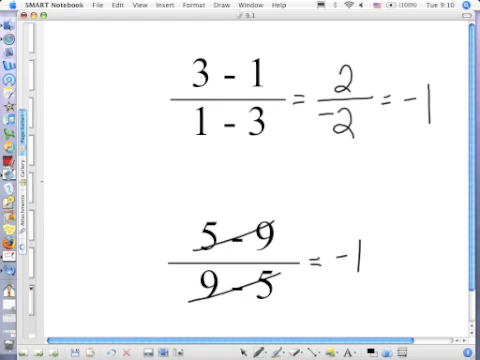 SMART Notebook File Edit View Insert Format Draw Window Help (100%) Tue 9:10
9.1
3 - 1
1 - 3
= 2
-2
= -1
5 - 9
9 - 5
= -1